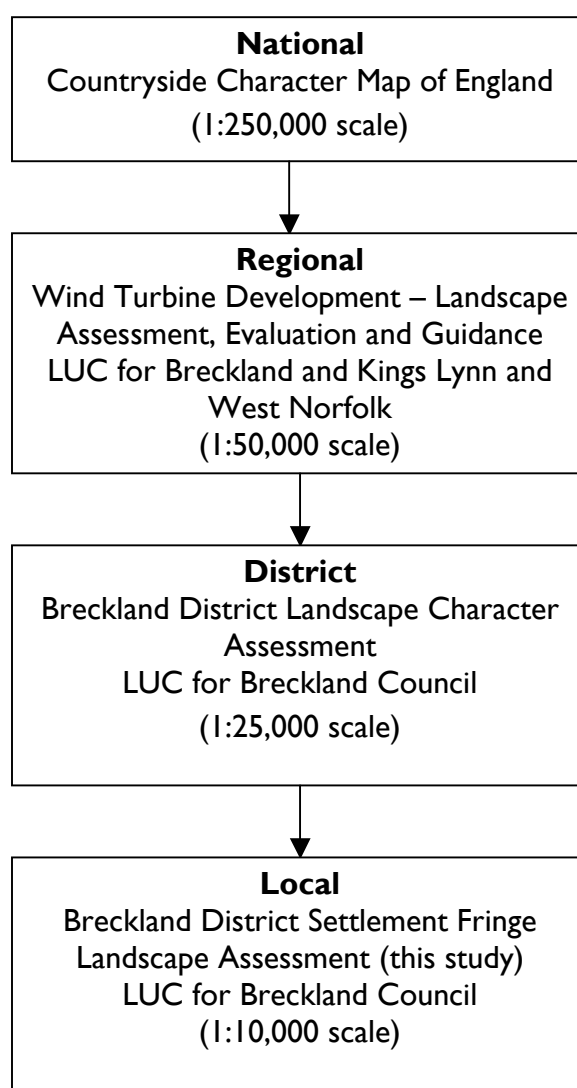 National
Countryside Character Map of England
(1:250,000 scale)
Regional
Wind Turbine Development – Landscape
Assessment, Evaluation and Guidance
LUC for Breckland and Kings Lynn and
West Norfolk
(1:50,000 scale)
District
Breckland District Landscape Character
Assessment
LUC for Breckland Council
(1:25,000 scale)
Local
Breckland District Settlement Fringe
Landscape Assessment (this study)
LUC for Breckland Council
(1:10,000 scale)